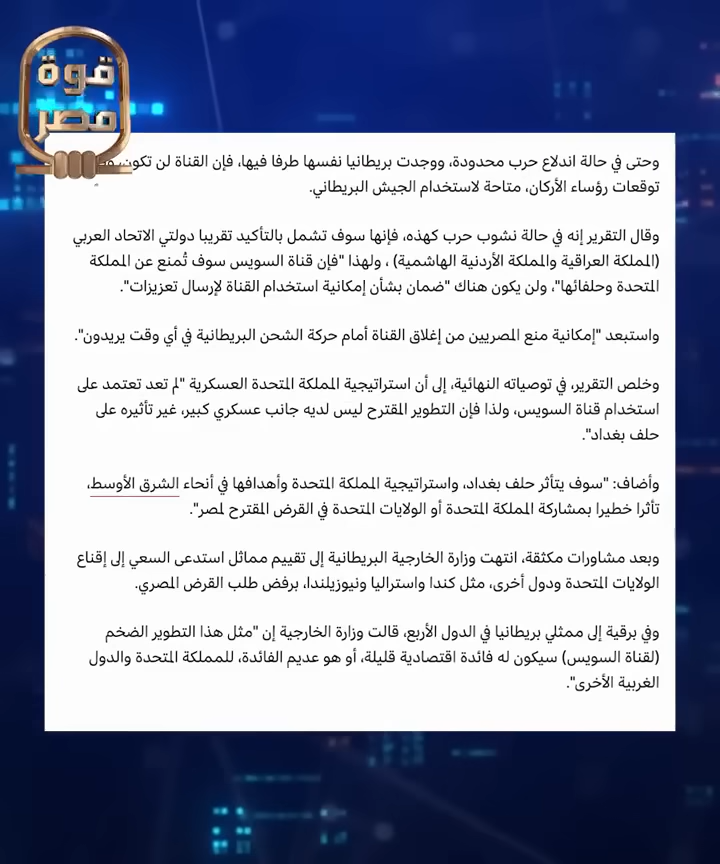 قوة
مصر
وحتى في حالة اندلاع حرب محدودة، ووجدت بريطانيا نفسها طرفا فيها، فإن القناة لن تكون،
توقعات رؤساء الأركان، متاحة لاستخدام الجيش البريطاني.
وقال التقرير إنه في حالة نشوب حرب كهذه، فإنها سوف تشمل بالتأكيد تقريبا دولتي الاتحاد العربي
(المملكة العراقية والمملكة الأردنية الهاشمية) ، ولهذا "فإن قناة السويس سوف تُمنع عن المملكة
المتحدة وحلفائها"، ولن يكون هناك "ضمان بشأن إمكانية استخدام القناة لإرسال تعزيزات".
واستبعد "إمكانية منع المصريين من إغلاق القناة أمام حركة الشحن البريطانية في أي وقت يريدون".
وخلص التقرير، في توصياته النهائية، إلى أن استراتيجية المملكة المتحدة العسكرية "لم تعد تعتمد على
استخدام قناة السويس، ولذا فإن التطوير المقترح ليس لديه جانب عسكري كبير، غير تأثيره على
حلف بغداد".
وأضاف: "سوف يتأثر حلف بغداد، واستراتيجية المملكة المتحدة وأهدافها في أنحاء الشرق الأوسط،
تأثرا خطيرا بمشاركة المملكة المتحدة أو الولايات المتحدة في القرض المقترح لمصر".
وبعد مشاورات مكثقة، انتهت وزارة الخارجية البريطانية إلى تقييم مماثل استدعى السعي إلى إقناع
الولايات المتحدة ودول أخرى، مثل كندا واستراليا ونيوزيلندا، برفض طلب القرض المصري.
وفي برقية إلى ممثلي بريطانيا في الدول الأربع، قالت وزارة الخارجية إن "مثل هذا التطوير الضخم
(لقناة السويس) سيكون له فائدة اقتصادية قليلة، أو هو عديم الفائدة، للمملكة المتحدة والدول
الغربية الأخرى".